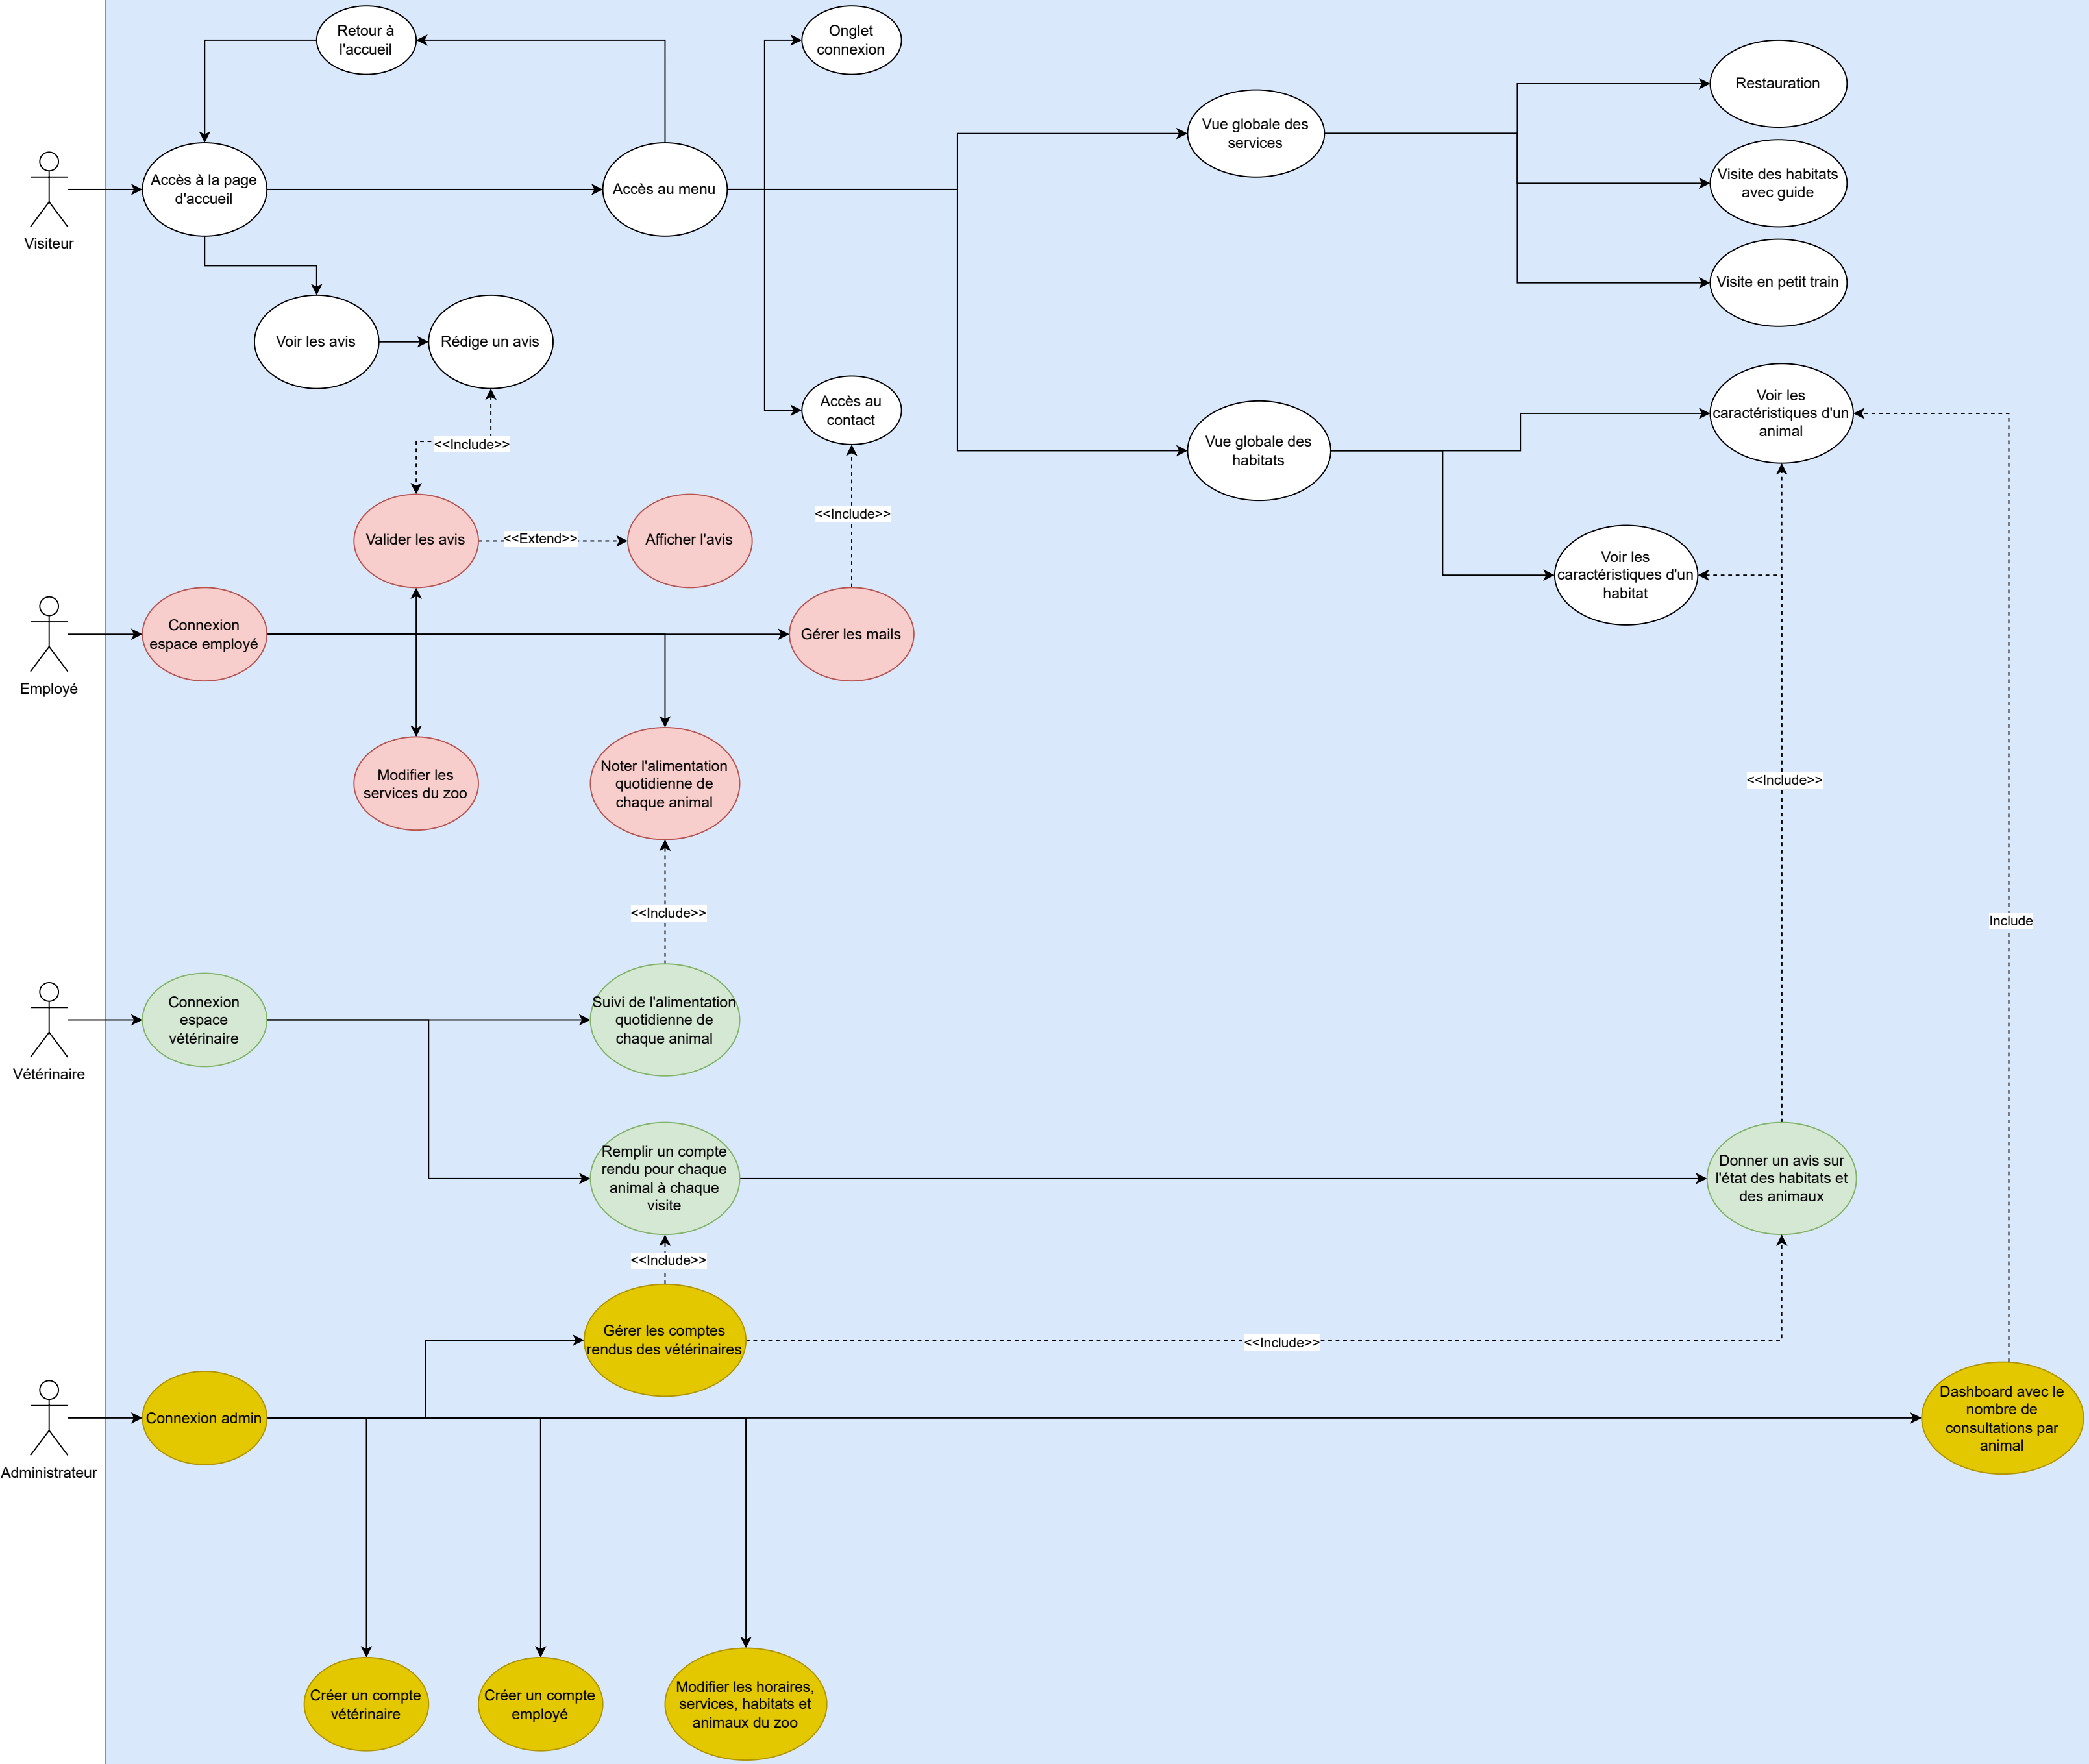 Retour à
l'accueil
Onglet
connexion
Restauration
Vue globale des
services
Accès à la page
d'accueil
Accès au menu
Visite des habitats
avec guide
Visiteur
Visite en petit train
Voir les avis
Rédige un avis
Accès au
contact
Voir les
caractéristiques d'un
animal
<<Include>>
Vue globale des
habitats
<<Include>>
Valider les avis
<<Extend>>
Afficher l'avis
Voir les
caractéristiques d'un
habitat
Connexion
espace employé
Gérer les mails
Employé
Modifier les
services du zoo
Noter l'alimentation
quotidienne de
chaque animal
<<Include>>
<<Include>>
Include
Connexion
espace
vétérinaire
Suivi de l'alimentation
quotidienne de
chaque animal
Vétérinaire
Remplir un compte
rendu pour chaque
animal à chaque
visite
Donner un avis sur
l'état des habitats et
des animaux
<<Include>>
Gérer les comptes
rendus des vétérinaires
<<Include>>
Connexion admin
Dashboard avec le
nombre de
consultations par
animal
Administrateur
Créer un compte
vétérinaire
Créer un compte
employé
Modifier les horaires,
services, habitats et
animaux du zoo